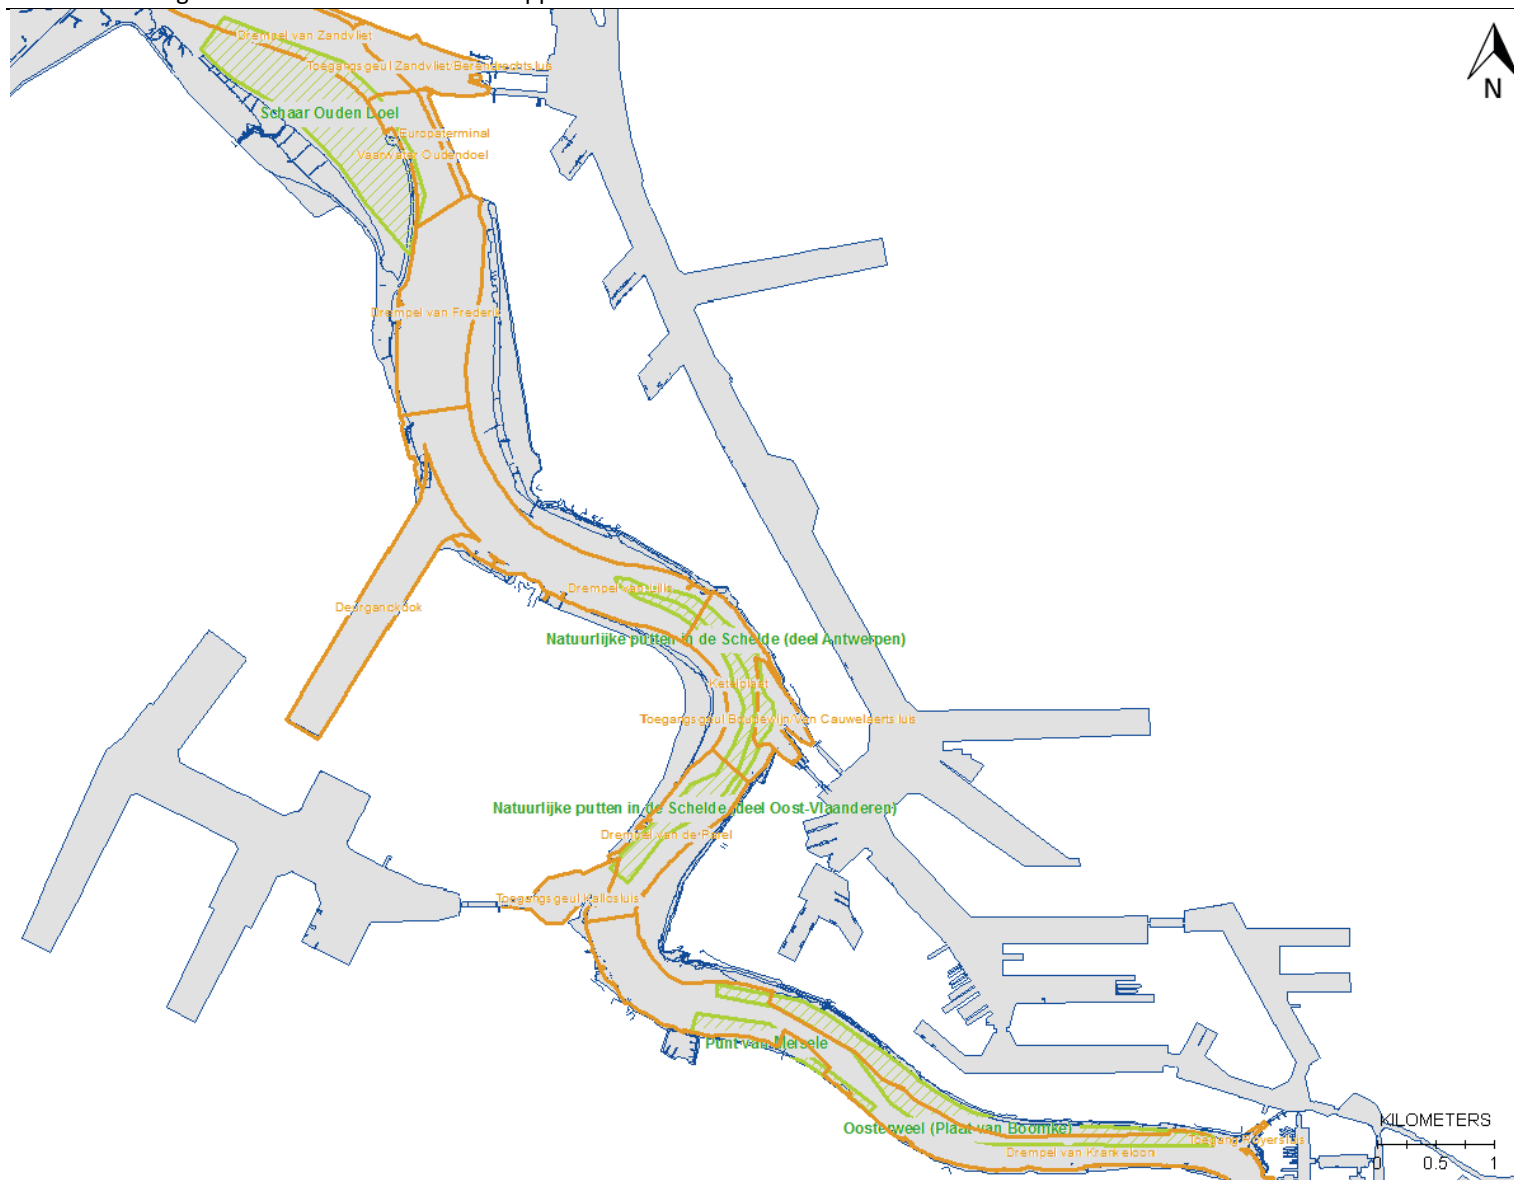 Drempel van Zandvliet
N
Toegangsgeul Zandvliet/Berendrechtsluis
Schaar Ouden Doel
Europaterminal
Vaarwater Oudendoel
Drempel van Frederik
Drempel van Lillo
Deurganckdok
Natuurlijke putten in de Schelde (deel Antwerpen)
Ketelplaat
Toegangsgeul Boudewijn/Van Cauwelaertsluis
Natuurlijke putten in de Schelde (deel Oost-Vlaanderen)
Drempel van de Parel
Toegangsgeul Kallosluis
Punt van Melsele
Oosterweel (Plaat van Boomke)
KILOMETERS
Toegang Royersluis
Drempel van Krankeloon
0 0.5 1